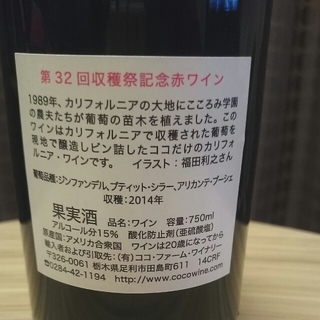 第32回収穫祭記念赤ワイン
1989年、カリフォルニアの大地にこころみ学園
の農夫たちが葡萄の苗木を植えました。この
ワインはカリフォルニアで収穫された葡萄を
現地で醸造しビン詰したココだけのカリフォル
ニア・ワインです。 イラスト:福田利之さん
葡萄品種:ジンファンデル,プティット・シラー,アリカンテ・ブーシェ
収穫:2014年
果実酒 品名:ワイン 容量:750ml
アルコール分15% 酸化防止剤(亜硫酸塩)
原産国:アメリカ合衆国 ワインは20歳になってから
輸入者および引取先:(有)ココ・ファーム・ワイナリー
〒326-0061 栃木県足利市田島町611 14CRF
☎0284-42-1194 http://www.cocowine.com